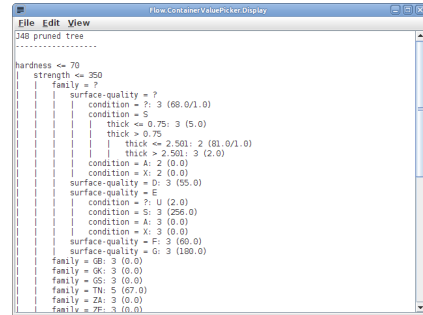 Flow.ContainerValuePicker.Display
File Edit View
J48 pruned tree
------------------
hardness <= 70
| strength <= 350
| | family = ?
| | | surface-quality = ?
| | | | condition = ?: 3 (68.0/1.0)
| | | | condition = S
| | | | | thick <= 0.75: 3 (5.0)
| | | | | thick > 0.75
| | | | | | thick <= 2.501: 2 (81.0/1.0)
| | | | | | thick > 2.501: 3 (2.0)
| | | | condition = A: 2 (0.0)
| | | | condition = X: 2 (0.0)
| | | surface-quality = D: 3 (55.0)
| | | surface-quality = E
| | | | condition = ?: U (2.0)
| | | | condition = S: 3 (256.0)
| | | | condition = A: 3 (0.0)
| | | | condition = X: 3 (0.0)
| | | surface-quality = F: 3 (60.0)
| | | surface-quality = G: 3 (180.0)
| | family = GB: 3 (0.0)
| | family = GK: 3 (0.0)
| | family = GS: 3 (0.0)
| | family = TN: 5 (67.0)
| | family = ZA: 3 (0.0)
| | family = ZE: 3 (0.0)